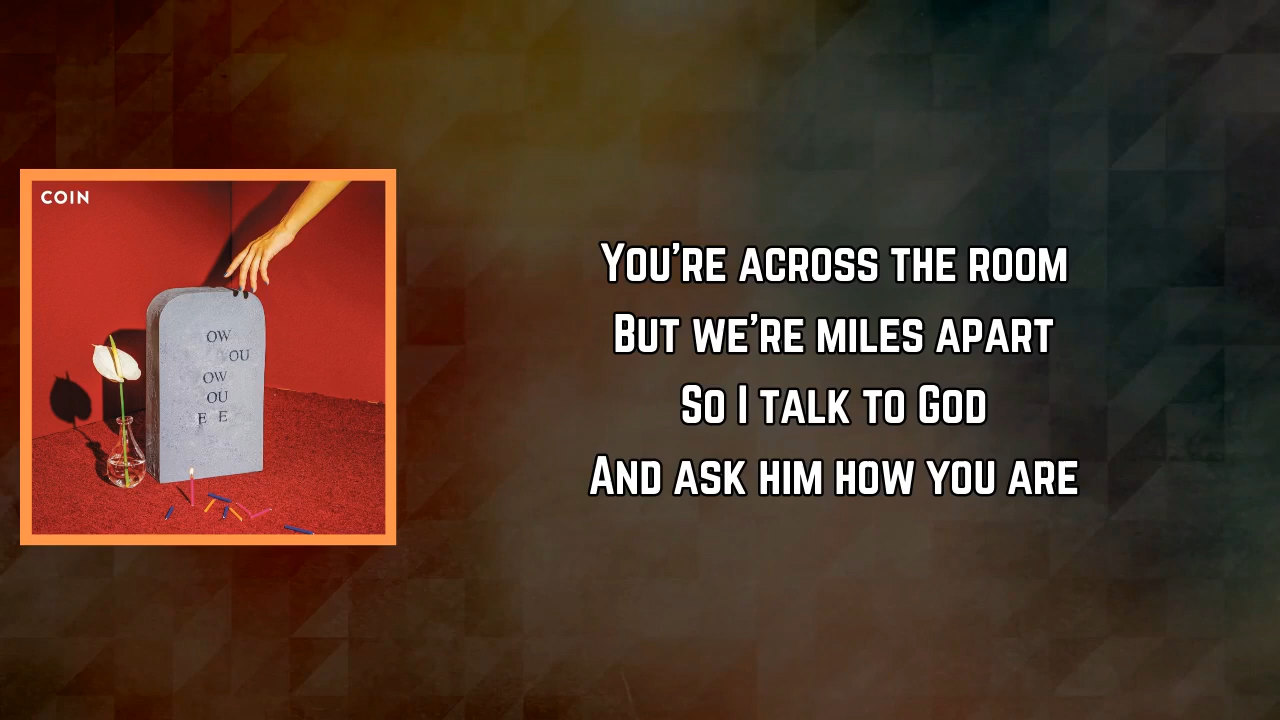 COIN
OW
OU
OW
OU
E E
You're across the room
But we're miles apart
So I talk to God
And ask him how you are